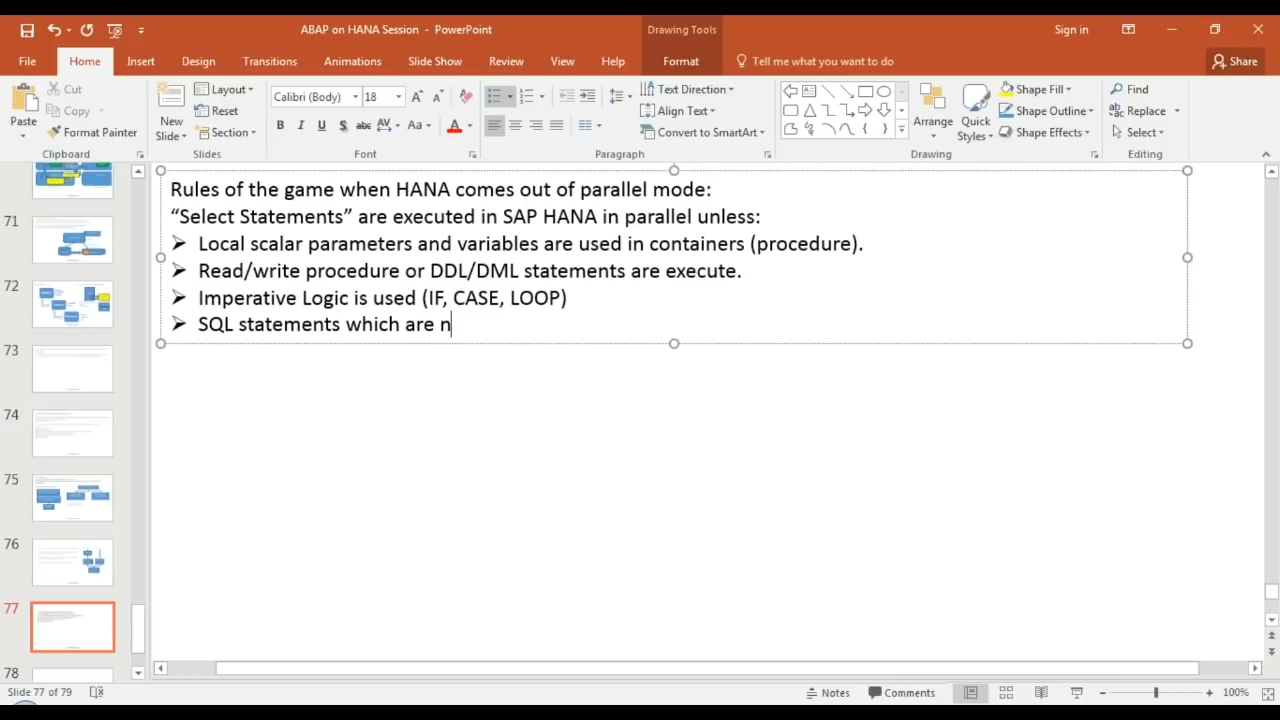 ABAP on HANA Session - PowerPoint
Drawing Tools
Sign in
File
Home
Insert
Design
Transitions
Animations
Slide Show
Review
View
Help
Format
Tell me what you want to do
Share
Paste
Cut
Copy
Format Painter
Clipboard
New Slide
Layout
Reset
Section
Slides
Calibri (Body)
18
B I U S abc AV Aa A
Font
Text Direction
Align Text
Convert to SmartArt
Paragraph
Arrange
Quick Styles
Shape Fill
Shape Outline
Shape Effects
Drawing
Find
Replace
Select
Editing
71
72
73
74
75
76
77
78
Rules of the game when HANA comes out of parallel mode:
“Select Statements” are executed in SAP HANA in parallel unless:
➢ Local scalar parameters and variables are used in containers (procedure).
➢ Read/write procedure or DDL/DML statements are execute.
➢ Imperative Logic is used (IF, CASE, LOOP)
➢ SQL statements which are n
Slide 77 of 79
Notes
Comments
100%